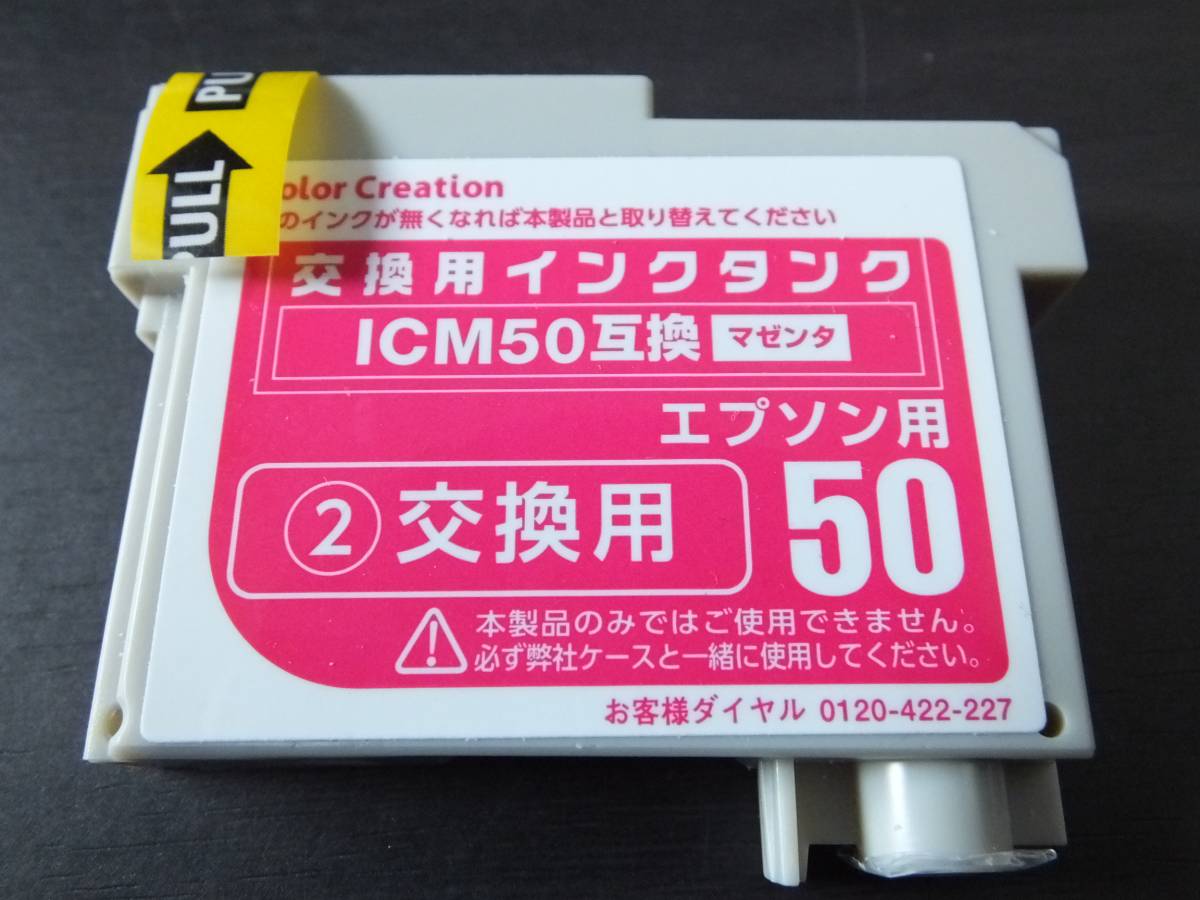 PULL PU
olor Creation
のインクが無くなれば本製品と取り替えてください
交換用インクタンク
ICM50互換 マゼンタ
エプソン用
②交換用 50
本製品のみではご使用できません。
必ず弊社ケースと一緒に使用してください。
お客様ダイヤル 0120-422-227